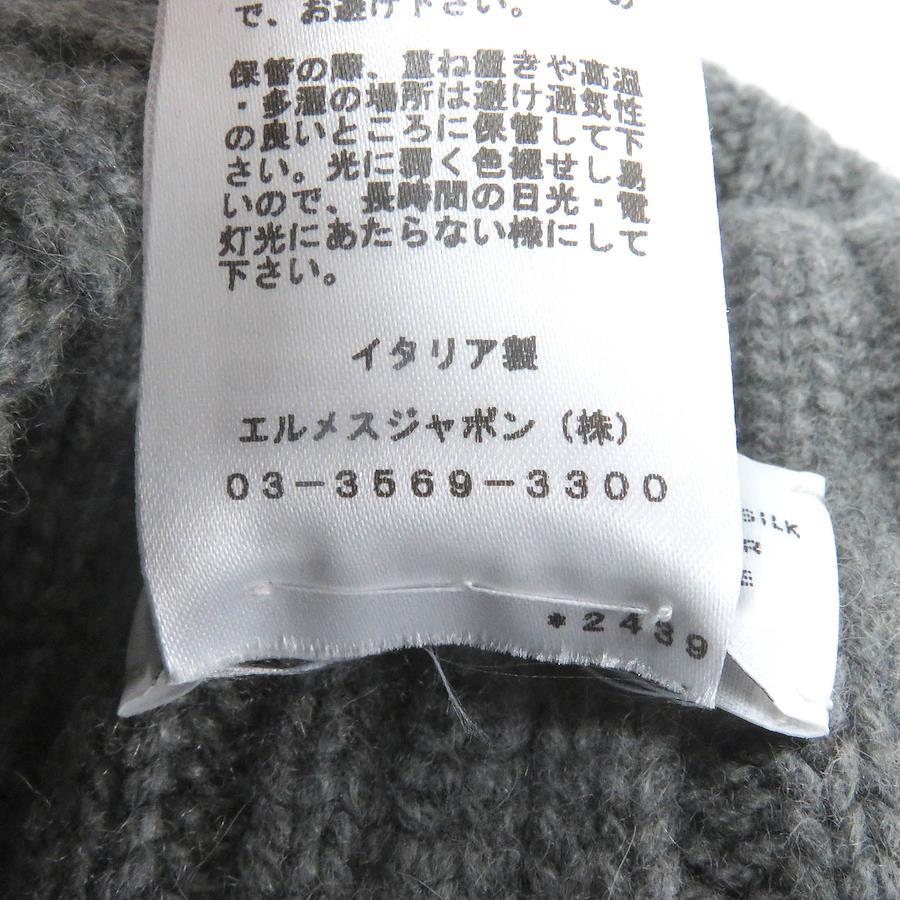 で、お避け下さい。
保管の際、重ね置きや高温
・多湿の場所は避け通気性
の良いところに保管して下
さい。光に弱く色褪せし易
いので、長時間の日光・電
灯光にあたらない様にして
下さい。
イタリア製
エルメスジャポン（株）
03-3569-3300
*2439
SILK